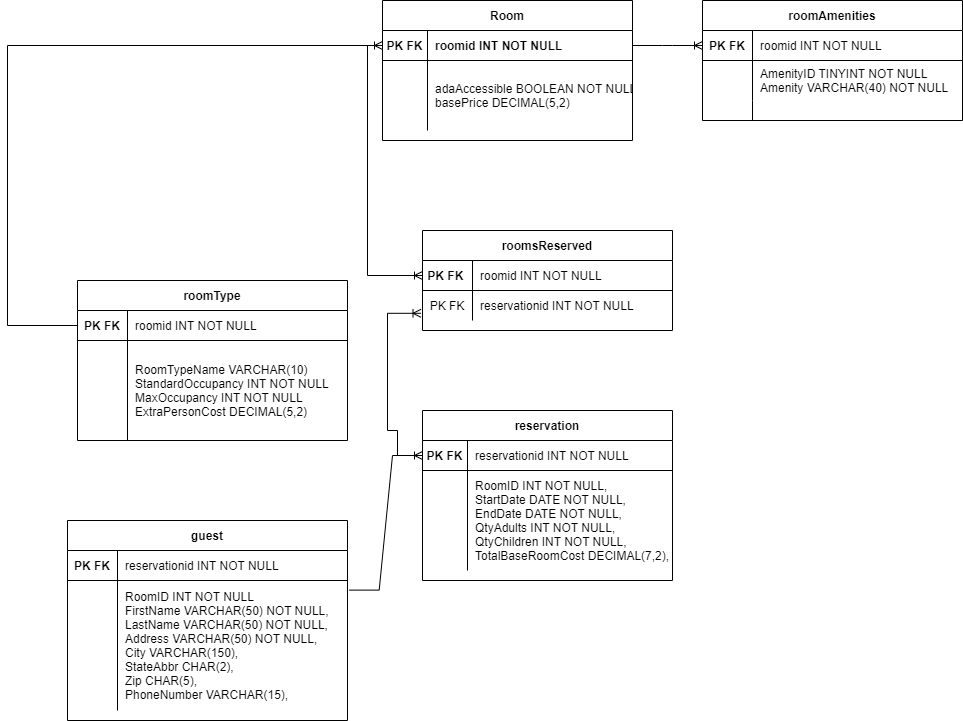 Room
PK FK roomid INT NOT NULL
adaAccessible BOOLEAN NOT NULL
basePrice DECIMAL(5,2)
roomAmenities
PK FK roomid INT NOT NULL
AmenityID TINYINT NOT NULL
Amenity VARCHAR(40) NOT NULL
roomsReserved
PK FK roomid INT NOT NULL
PK FK reservationid INT NOT NULL
roomType
PK FK roomid INT NOT NULL
RoomTypeName VARCHAR(10)
StandardOccupancy INT NOT NULL
MaxOccupancy INT NOT NULL
ExtraPersonCost DECIMAL(5,2)
reservation
PK FK reservationid INT NOT NULL
RoomID INT NOT NULL,
StartDate DATE NOT NULL,
EndDate DATE NOT NULL,
QtyAdults INT NOT NULL,
QtyChildren INT NOT NULL,
TotalBaseRoomCost DECIMAL(7,2),
guest
PK FK reservationid INT NOT NULL
RoomID INT NOT NULL
FirstName VARCHAR(50) NOT NULL,
LastName VARCHAR(50) NOT NULL,
Address VARCHAR(50) NOT NULL,
City VARCHAR(150),
StateAbbr CHAR(2),
Zip CHAR(5),
PhoneNumber VARCHAR(15),